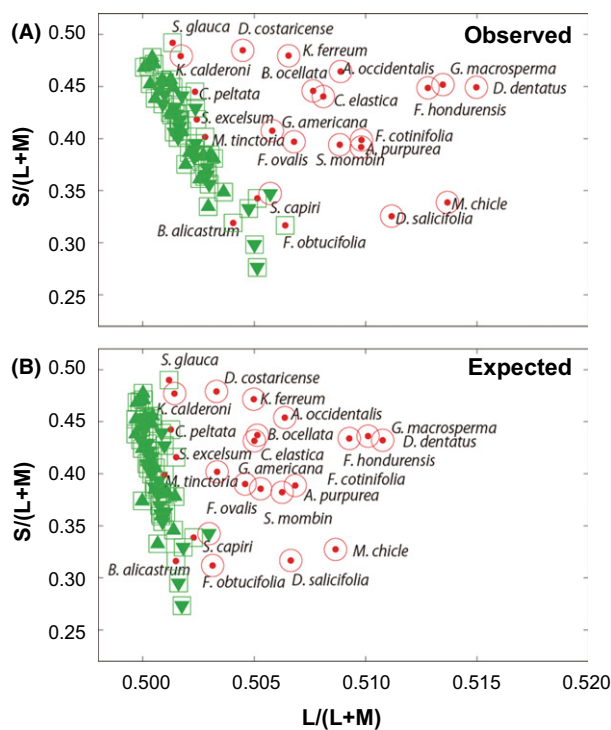 (A)
Observed
S/(L+M)
0.50
0.45
0.40
0.35
0.30
0.25
S. glauca
D. costaricense
K. ferreum
K. calderoni
B. ocellata
A. occidentalis
G. macrosperma
C. peltata
C. elastica
D. dentatus
F. hondurensis
S. excelsum
G. americana
F. cotinifolia
M. tinctoria
F. ovalis
S. mombin
A. purpurea
S. capiri
M. chicle
D. salicifolia
B. alicastrum
F. obtucifolia
(B)
Expected
S/(L+M)
0.50
0.45
0.40
0.35
0.30
0.25
S. glauca
D. costaricense
K. ferreum
K. calderoni
A. occidentalis
C. peltata
B. ocellata
G. macrosperma
D. dentatus
S. excelsum
C. elastica
F. hondurensis
M. tinctoria
G. americana
F. cotinifolia
F. ovalis
A. purpurea
S. mombin
S. capiri
M. chicle
B. alicastrum
F. obtucifolia
D. salicifolia
0.500
0.505
0.510
0.515
0.520
L/(L+M)